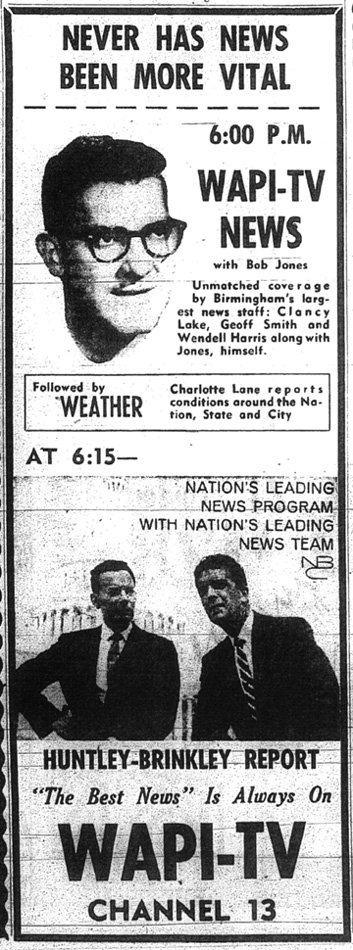 NEVER HAS NEWS
BEEN MORE VITAL
6:00 P.M.
WAPI-TV
NEWS
with Bob Jones
Unmatched coverage
by Birmingham's larg-
est news staff: Clancy
Lake, Geoff Smith and
Wendell Harris along with
Jones, himself.
Followed by
WEATHER
Charlotte Lane reports
conditions around the Na-
tion, State and City
AT 6:15—
NATION'S LEADING
NEWS PROGRAM
WITH NATION'S LEADING
NEWS TEAM
NBC
HUNTLEY-BRINKLEY REPORT
"The Best News" Is Always On
WAPI-TV
CHANNEL 13